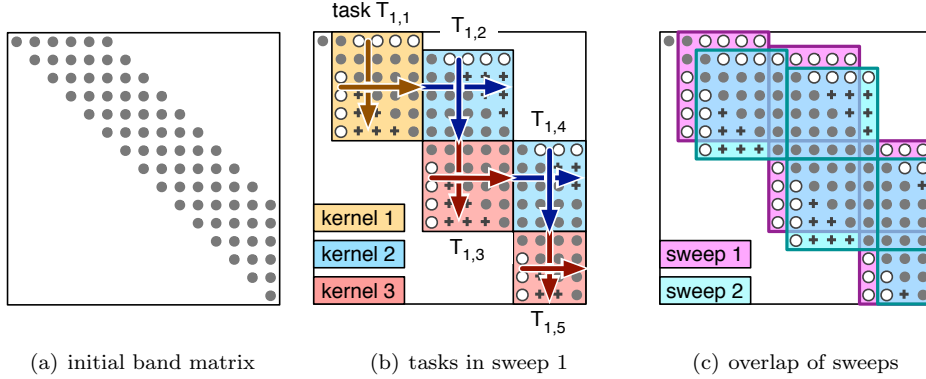 task T1,1
T1,2
T1,4
kernel 1
kernel 2
kernel 3
T1,3
T1,5
sweep 1
sweep 2
(a) initial band matrix
(b) tasks in sweep 1
(c) overlap of sweeps